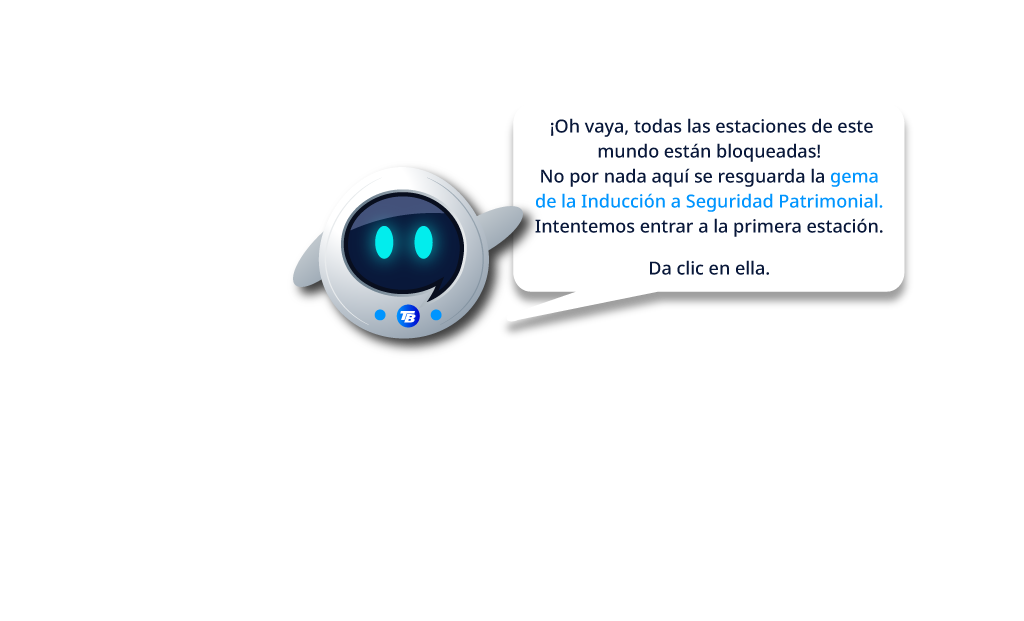 ¡Oh vaya, todas las estaciones de este
mundo están bloqueadas!
No por nada aquí se resguarda la gema
de la Inducción a Seguridad Patrimonial.
Intentemos entrar a la primera estación.
Da clic en ella.
TB